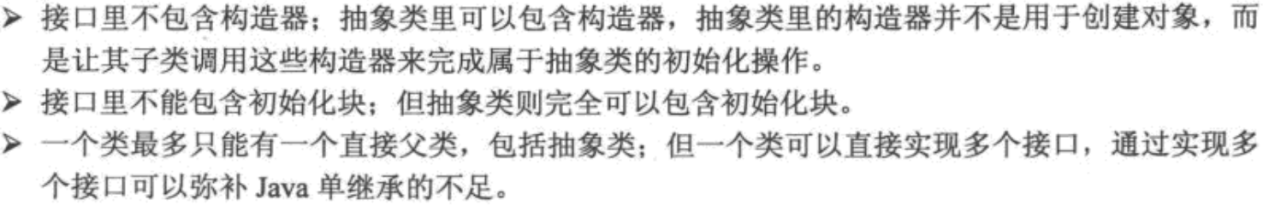 ➢ 接口里不包含构造器；抽象类里可以包含构造器，抽象类里的构造器并不是用于创建对象，而
是让其子类调用这些构造器来完成属于抽象类的初始化操作。
➢ 接口里不能包含初始化块；但抽象类则完全可以包含初始化块。
➢ 一个类最多只能有一个直接父类，包括抽象类；但一个类可以直接实现多个接口，通过实现多
个接口可以弥补 Java 单继承的不足。